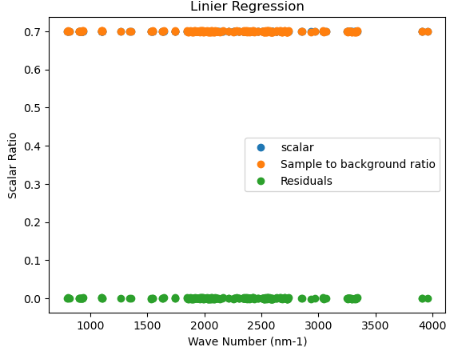 Linier Regression
Scalar Ratio
0.7
0.6
0.5
0.4
0.3
0.2
0.1
0.0
scalar
Sample to background ratio
Residuals
1000 1500 2000 2500 3000 3500 4000
Wave Number (nm-1)